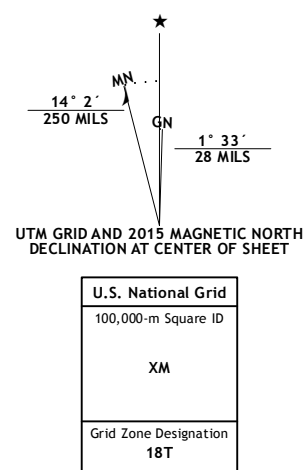 ★
MN
14° 2´
250 MILS
GN
1° 33´
28 MILS
UTM GRID AND 2015 MAGNETIC NORTH
DECLINATION AT CENTER OF SHEET
U.S. National Grid
100,000-m Square ID
XM
Grid Zone Designation
18T